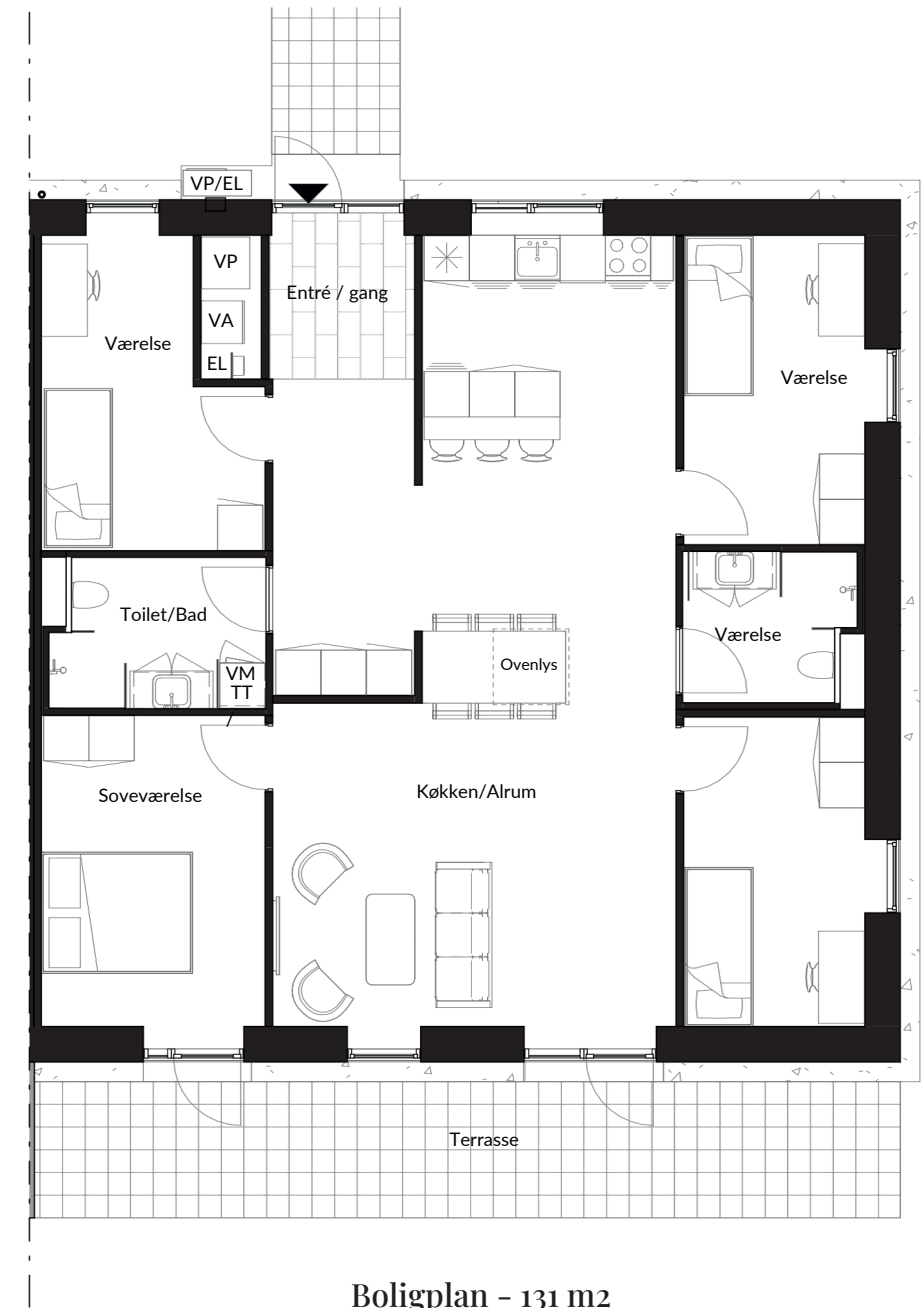 VP/EL
VP
Entré / gang
VA
Værelse
EL
Værelse
Toilet/Bad
Værelse
Ovenlys
VM
TT
Køkken/Alrum
Soveværelse
Terrasse
Boligplan - 131 m2